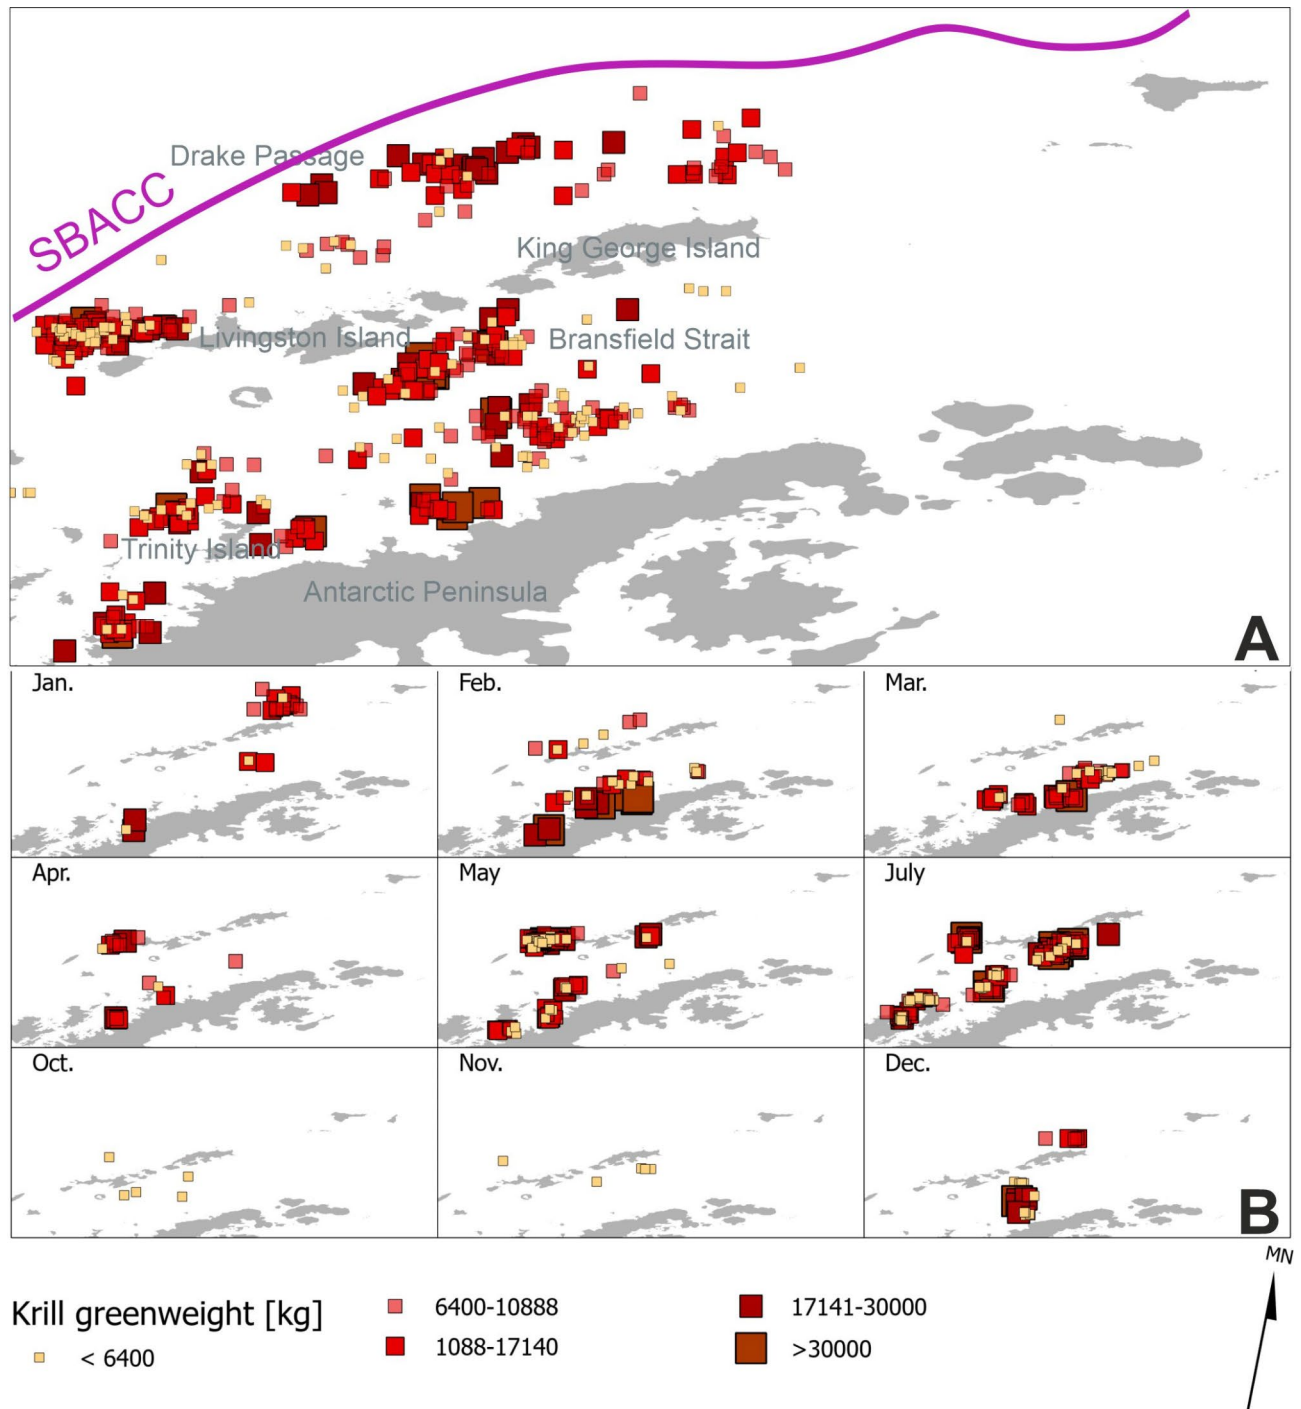 Drake Passage
SBACC
King George Island
Livingston Island
Bransfield Strait
Trinity Island
Antarctic Peninsula
A
Jan.
Feb.
Mar.
Apr.
May
July
Oct.
Nov.
Dec.
B
MN
Krill greenweight [kg]
< 6400
6400-10888
1088-17140
17141-30000
>30000